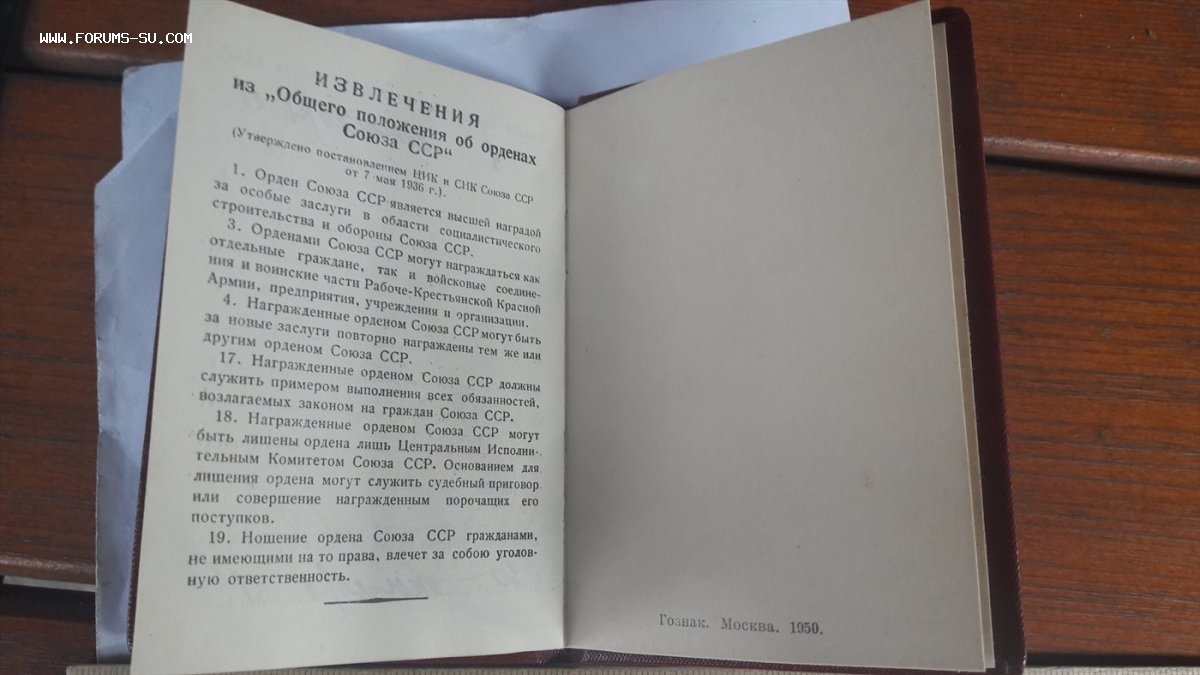 WWW.FORUMS-SU.COM
ИЗВЛЕЧЕНИЯ
из „Общего положения об орденах
Союза ССР“
(Утверждено постановлением ЦИК и СНК Союза ССР
от 7 мая 1936 г.).
1. Орден Союза ССР является высшей наградой
за особые заслуги в области социалистического
строительства и обороны Союза ССР.
3. Орденами Союза ССР могут награждаться как
отдельные граждане, так и войсковые соедине-
ния и воинские части Рабоче-Крестьянской Красной
Армии, предприятия, учреждения и организации.
4. Награжденные орденом Союза ССР могут быть
за новые заслуги повторно награждены тем же или
другим орденом Союза ССР.
17. Награжденные орденом Союза ССР должны
служить примером выполнения всех обязанностей,
возлагаемых законом на граждан Союза ССР.
18. Награжденные орденом Союза ССР могут
быть лишены ордена лишь Центральным Исполни-
тельным Комитетом Союза ССР. Основанием для
лишения ордена могут служить судебный приговор
или совершение награжденным порочащих его
поступков.
19. Ношение ордена Союза ССР гражданами,
не имеющими на то права, влечет за собою уголов-
ную ответственность.
Гознак. Москва. 1950.